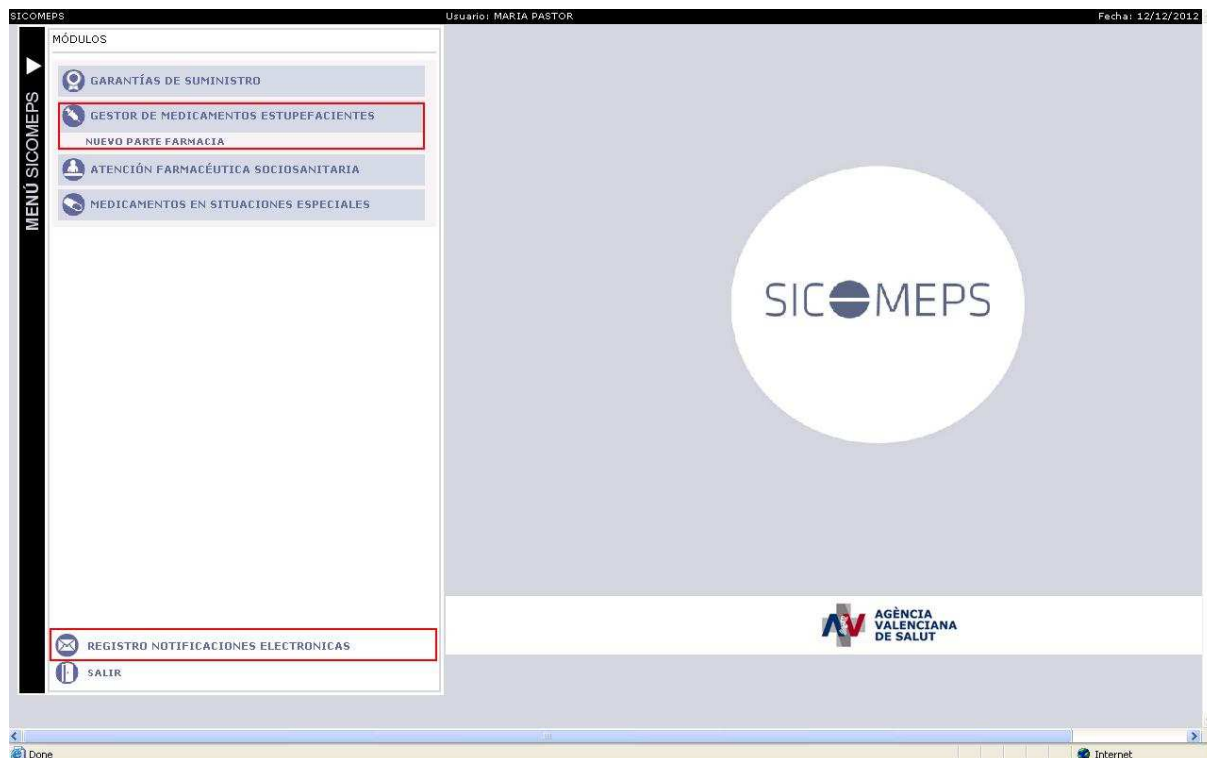 SICOMEPS Usuario: MARIA PASTOR Fecha: 12/12/2012
MENÚ SICOMEPS
MÓDULOS
GARANTÍAS DE SUMINISTRO
GESTOR DE MEDICAMENTOS ESTUPEFACIENTES
NUEVO PARTE FARMACIA
ATENCIÓN FARMACÉUTICA SOCIOSANITARIA
MEDICAMENTOS EN SITUACIONES ESPECIALES
SICOMEPS
AGÈNCIA
VALENCIANA
DE SALUT
REGISTRO NOTIFICACIONES ELECTRONICAS
SALIR
Done Internet